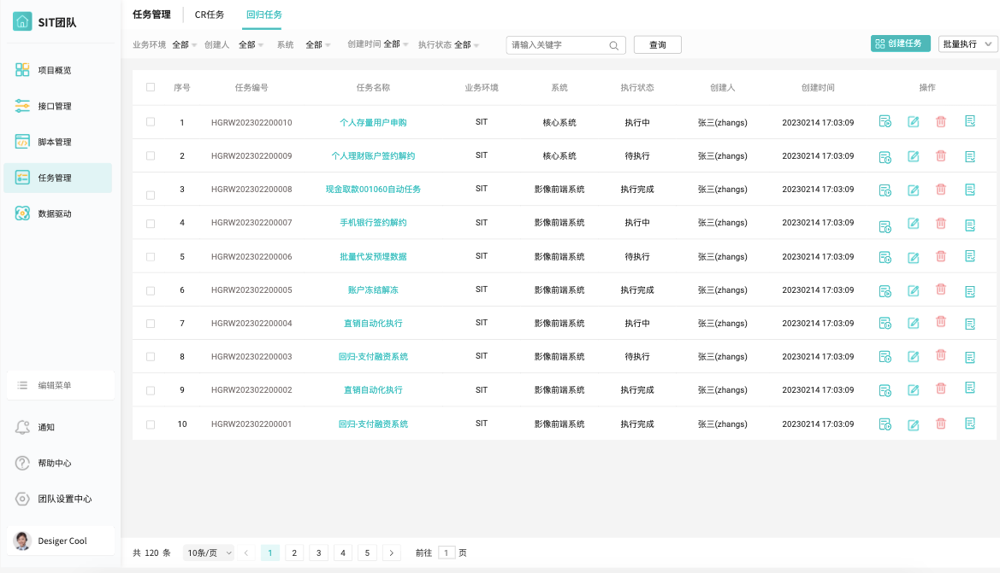 SIT团队
项目概览
接口管理
脚本管理
任务管理
数据驱动
编辑菜单
通知
帮助中心
团队设置中心
Desiger Cool
任务管理 CR任务 回归任务
业务环境 全部 创建人 全部 系统 全部 创建时间 全部 执行状态 全部 请输入关键字 查询 创建任务 批量执行
序号 任务编号 任务名称 业务环境 系统 执行状态 创建人 创建时间 操作
1 HGRW202302200010 个人存量用户申购 SIT 核心系统 执行中 张三(zhangs) 20230214 17:03:09
2 HGRW202302200009 个人理财账户签约解约 SIT 核心系统 待执行 张三(zhangs) 20230214 17:03:09
3 HGRW202302200008 现金取款001060自动任务 SIT 影像前端系统 执行完成 张三(zhangs) 20230214 17:03:09
4 HGRW202302200007 手机银行签约解约 SIT 影像前端系统 执行中 张三(zhangs) 20230214 17:03:09
5 HGRW202302200006 批量代发预埋数据 SIT 影像前端系统 待执行 张三(zhangs) 20230214 17:03:09
6 HGRW202302200005 账户冻结解冻 SIT 影像前端系统 执行完成 张三(zhangs) 20230214 17:03:09
7 HGRW202302200004 直销自动化执行 SIT 影像前端系统 执行中 张三(zhangs) 20230214 17:03:09
8 HGRW202302200003 回归-支付融资系统 SIT 影像前端系统 待执行 张三(zhangs) 20230214 17:03:09
9 HGRW202302200002 直销自动化执行 SIT 影像前端系统 执行完成 张三(zhangs) 20230214 17:03:09
10 HGRW202302200001 回归-支付融资系统 SIT 影像前端系统 执行完成 张三(zhangs) 20230214 17:03:09
共 120 条 10条/页 < 1 2 3 4 5 > 前往 1 页